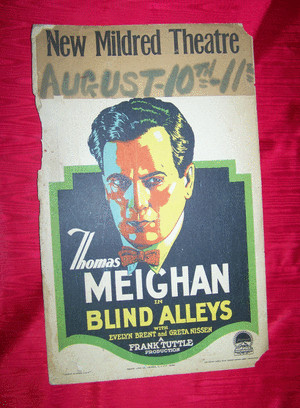 New Mildred Theatre
AUGUST-10TH-11
Thomas
MEIGHAN
IN
BLIND ALLEYS
WITH
EVELYN BRENT and GRETA NISSEN
A
FRANK TUTTLE
PRODUCTION